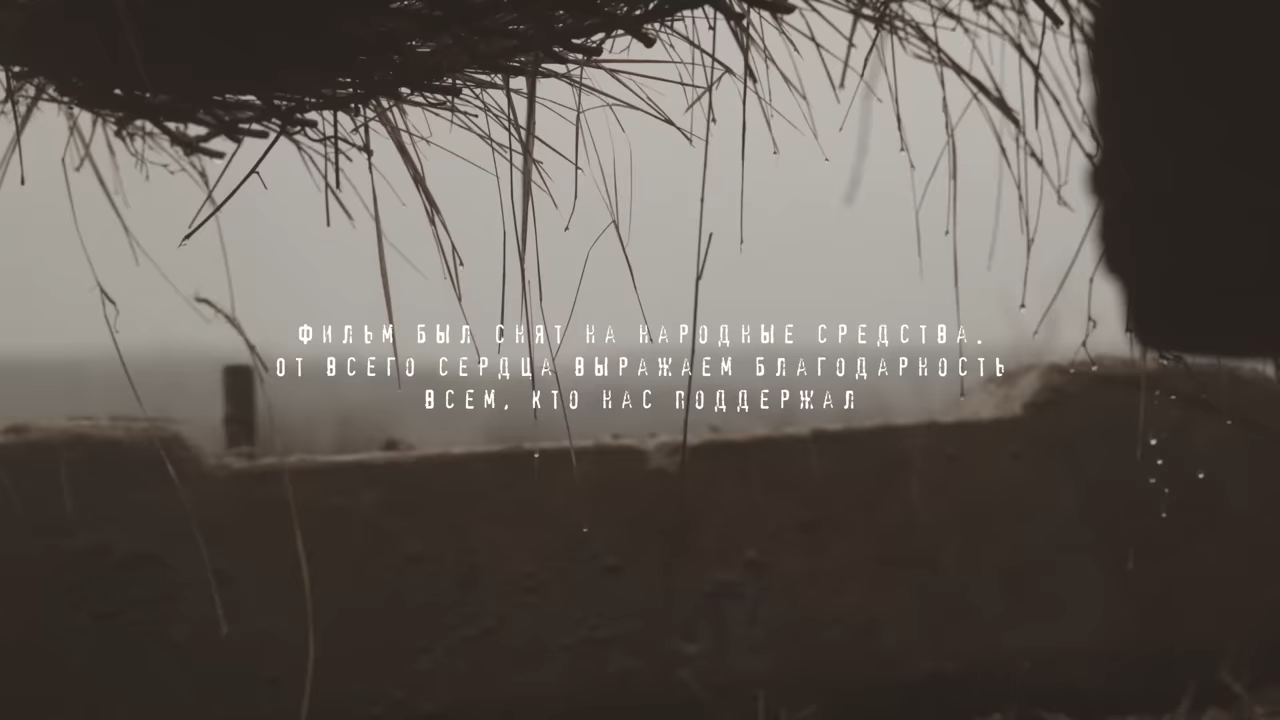 ФИЛЬМ БЫЛ СНЯТ НА НАРОДНЫЕ СРЕДСТВА.
ОТ ВСЕГО СЕРДЦА ВЫРАЖАЕМ БЛАГОДАРНОСТЬ
ВСЕМ, КТО НАС ПОДДЕРЖАЛ